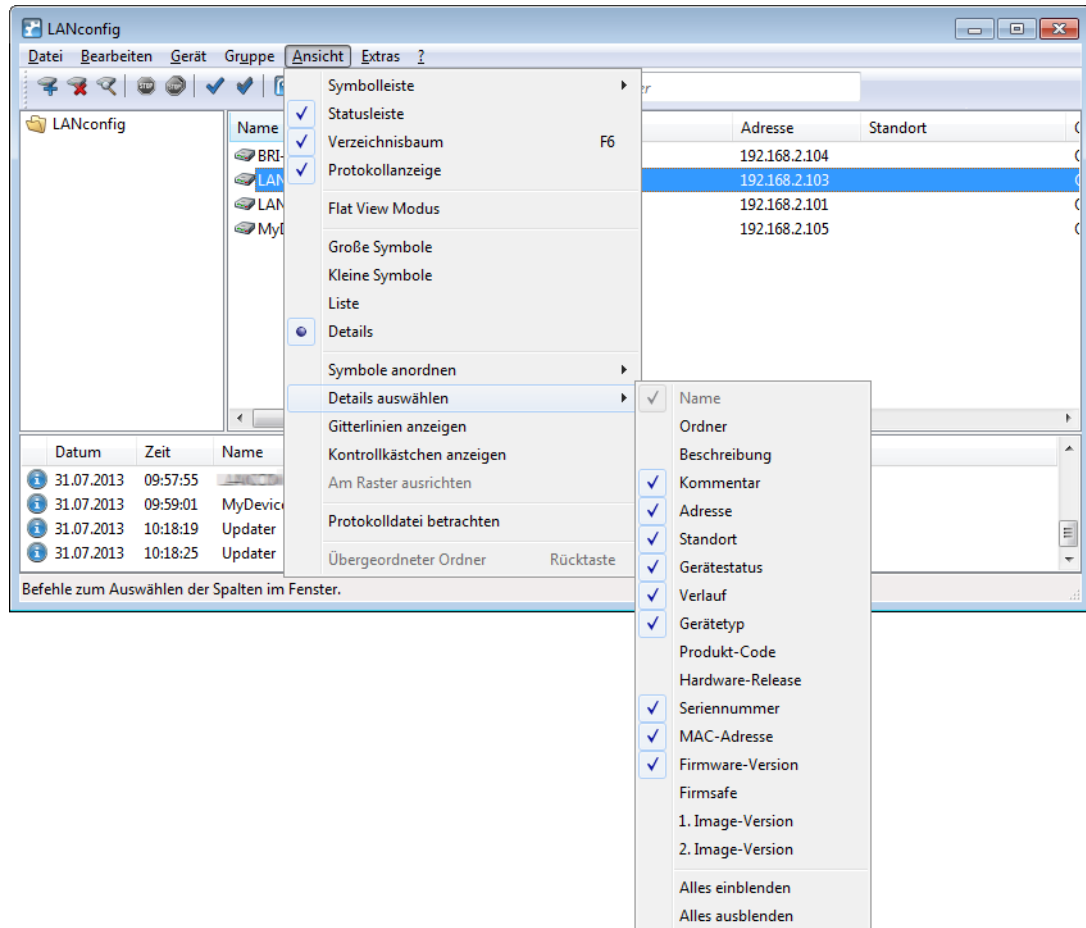 LANconfig
Datei Bearbeiten Gerät Gruppe Ansicht Extras ?
LANconfig
Name Adresse Standort
BRI-
192.168.2.104
LAN
192.168.2.103
LAN
192.168.2.101
MyD
192.168.2.105
Symbolleiste
Statusleiste
Verzeichnisbaum F6
Protokollanzeige
Flat View Modus
Große Symbole
Kleine Symbole
Liste
Details
Symbole anordnen
Details auswählen
Gitterlinien anzeigen
Kontrollkästchen anzeigen
Am Raster ausrichten
Protokolldatei betrachten
Übergeordneter Ordner Rücktaste
Name
Ordner
Beschreibung
Kommentar
Adresse
Standort
Gerätestatus
Verlauf
Gerätetyp
Produkt-Code
Hardware-Release
Seriennummer
MAC-Adresse
Firmware-Version
Firmsafe
1. Image-Version
2. Image-Version
Alles einblenden
Alles ausblenden
Datum Zeit Name
31.07.2013 09:57:55
31.07.2013 09:59:01 MyDevice
31.07.2013 10:18:19 Updater
31.07.2013 10:18:25 Updater
Befehle zum Auswählen der Spalten im Fenster.